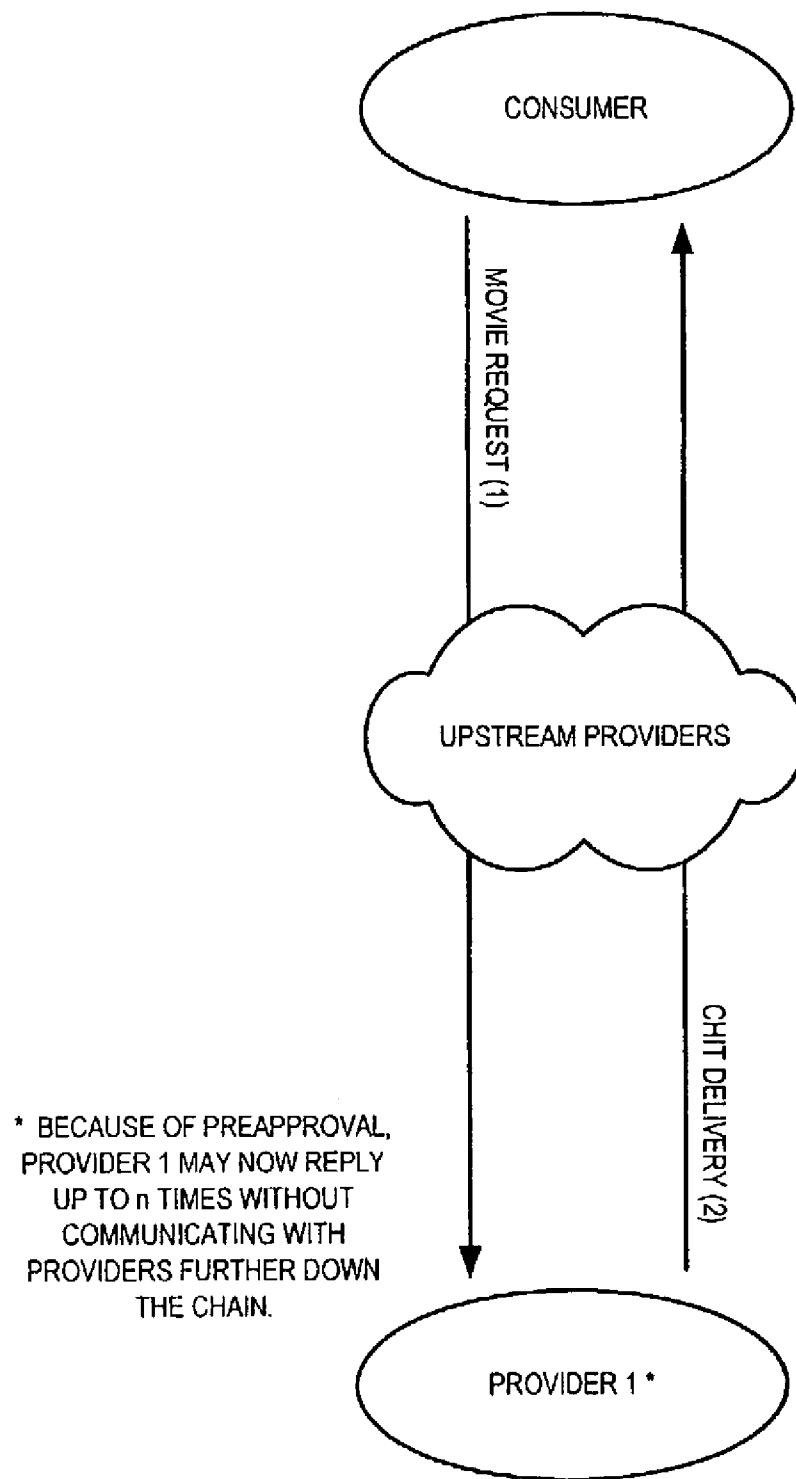 CONSUMER
MOVIE REQUEST (1)
UPSTREAM PROVIDERS
CHIT DELIVERY (2)
* BECAUSE OF PREAPPROVAL,
PROVIDER 1 MAY NOW REPLY
UP TO n TIMES WITHOUT
COMMUNICATING WITH
PROVIDERS FURTHER DOWN
THE CHAIN.
PROVIDER 1 *